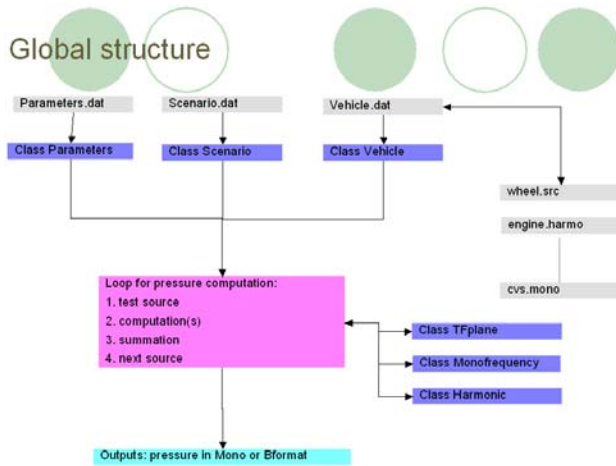 Global structure
Parameters.dat
Scenario.dat
Vehicle.dat
Class Parameters
Class Scenario
Class Vehicle
wheel.src
engine.harmo
cvs.mono
Loop for pressure computation:
1. test source
2. computation(s)
3. summation
4. next source
Class TFplane
Class Monofrequency
Class Harmonic
Outputs: pressure in Mono or Bformat